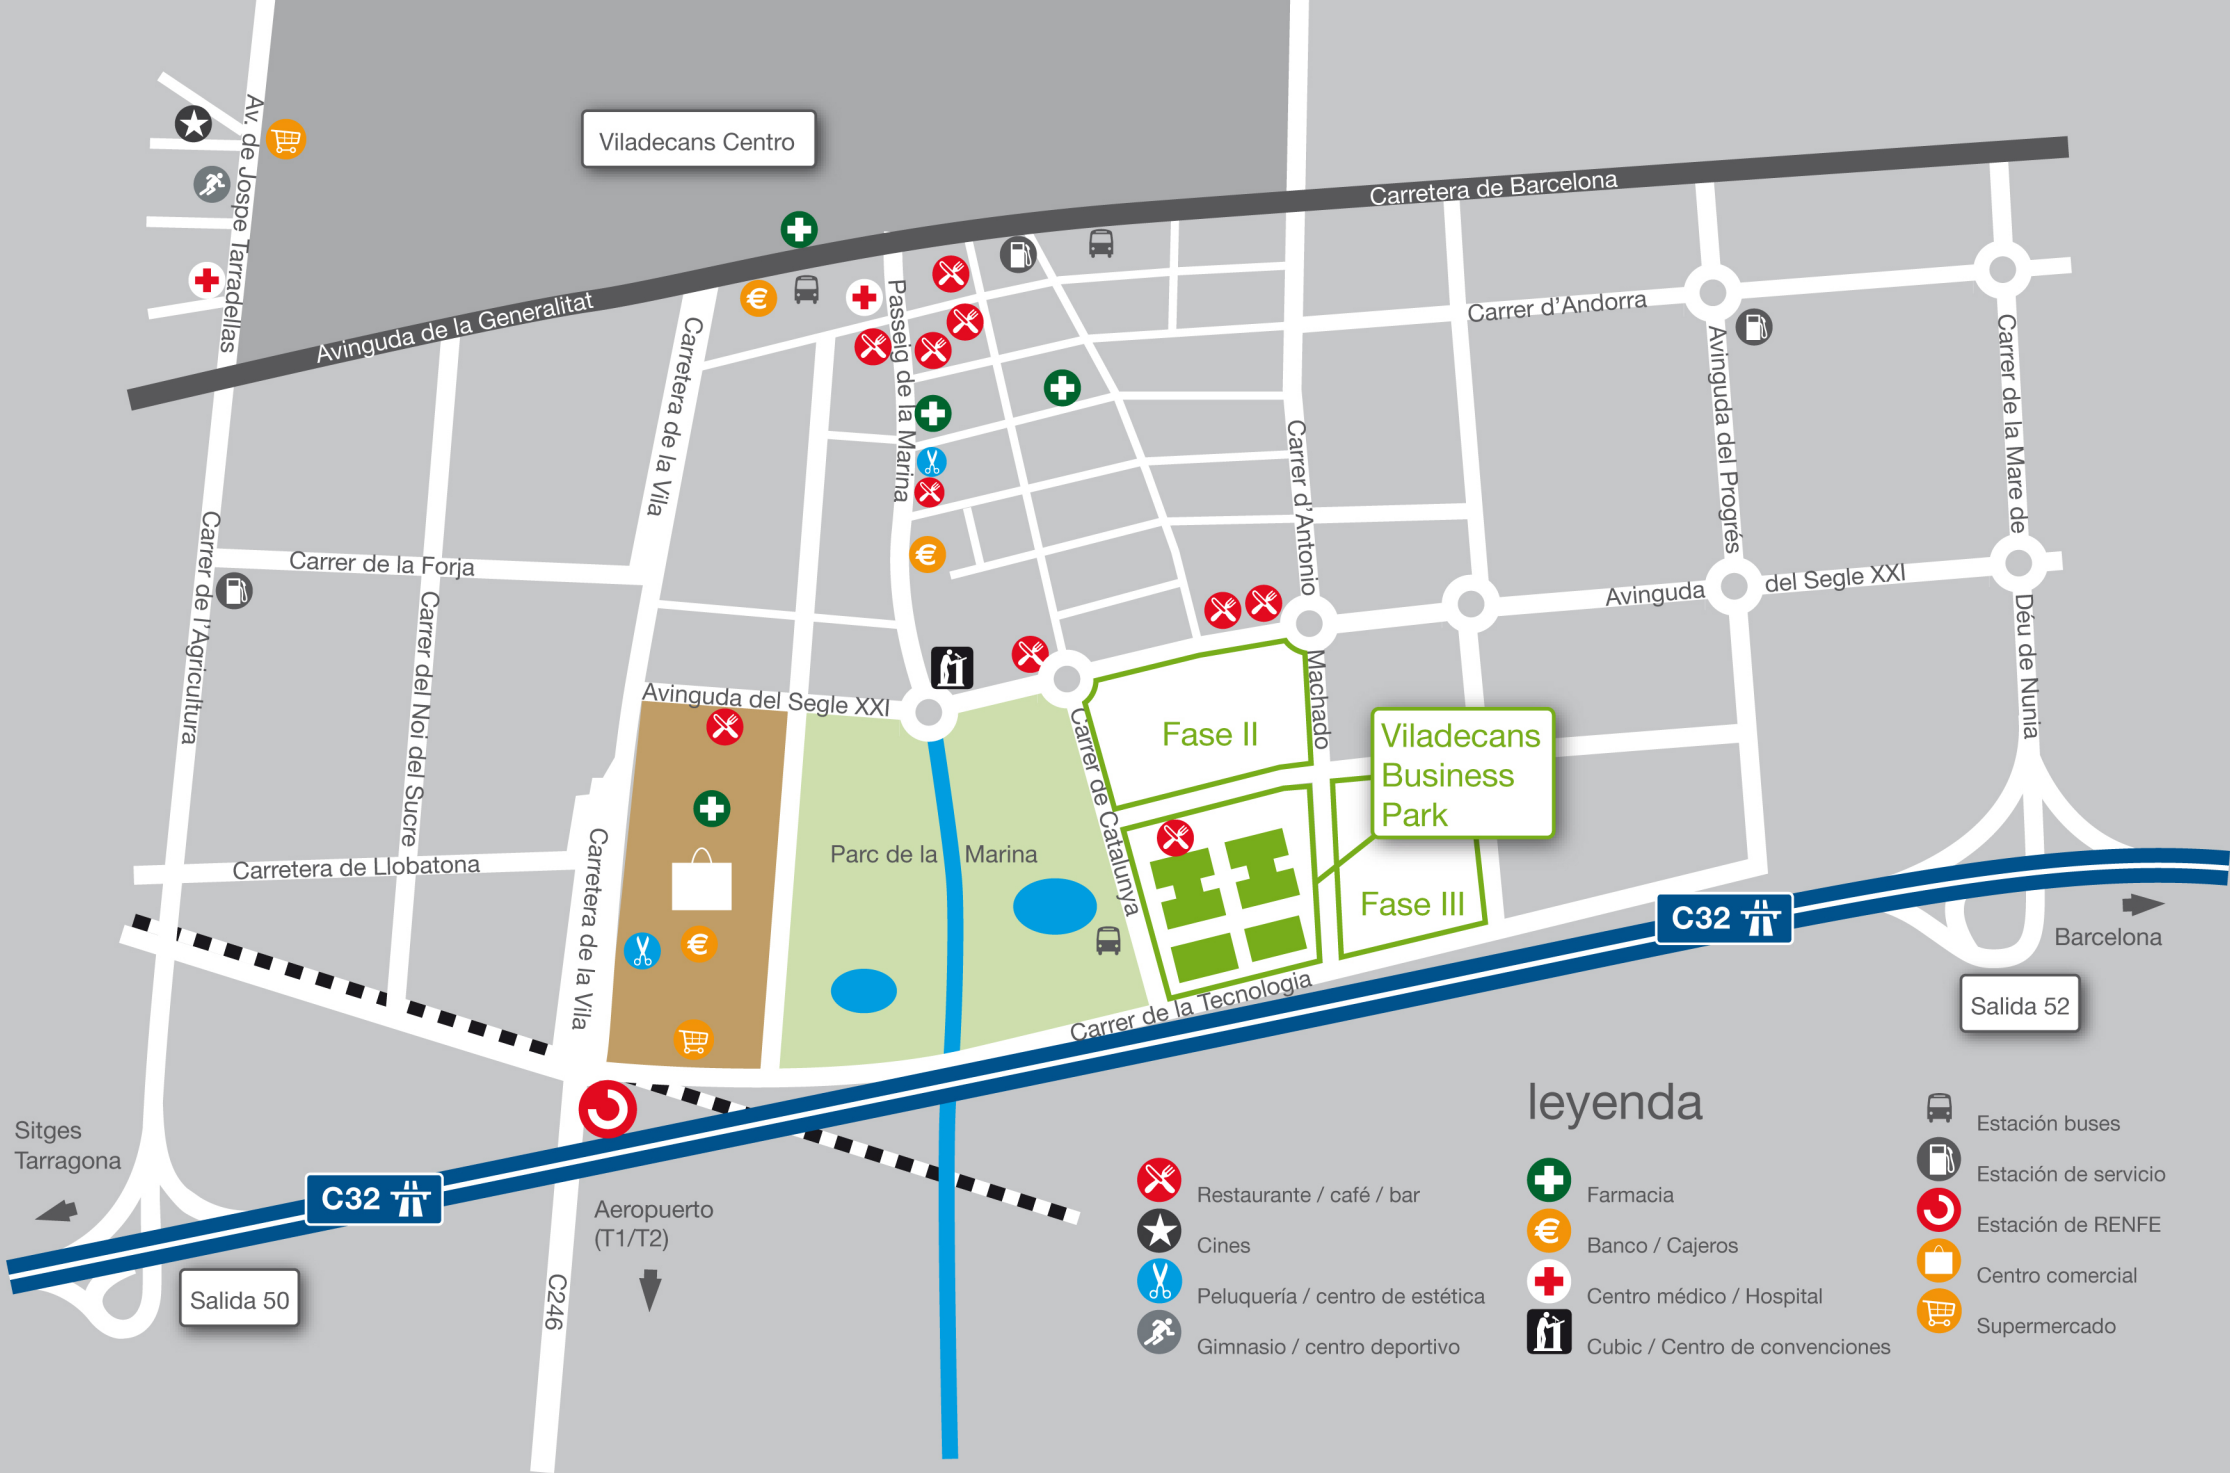 Viladecans Centro
Av. de Jospe Tarradellas
Carretera de Barcelona
Avinguda de la Generalitat
Carretera de la Vila
Passeig de la Marina
Carrer d'Andorra
Avinguda del Progrés
Carrer de la Mare de
Déu de Nunia
Carrer d'Antonio
Machado
Carrer de l'Agricultura
Carrer de la Forja
Carrer del Noi del Sucre
Avinguda
del Segle XXI
Avinguda del Segle XXI
Fase II
Viladecans
Business
Park
Carrer de Catalunya
Parc de la
Marina
Carretera de Llobatona
Carretera de la Vila
Fase III
C32
Barcelona
Salida 52
Carrer de la Tecnologia
Sitges
Tarragona
C32
Salida 50
Aeropuerto
(T1/T2)
C246
leyenda
Restaurante / café / bar
Cines
Peluquería / centro de estética
Gimnasio / centro deportivo
Farmacia
Banco / Cajeros
Centro médico / Hospital
Cubic / Centro de convenciones
Estación buses
Estación de servicio
Estación de RENFE
Centro comercial
Supermercado